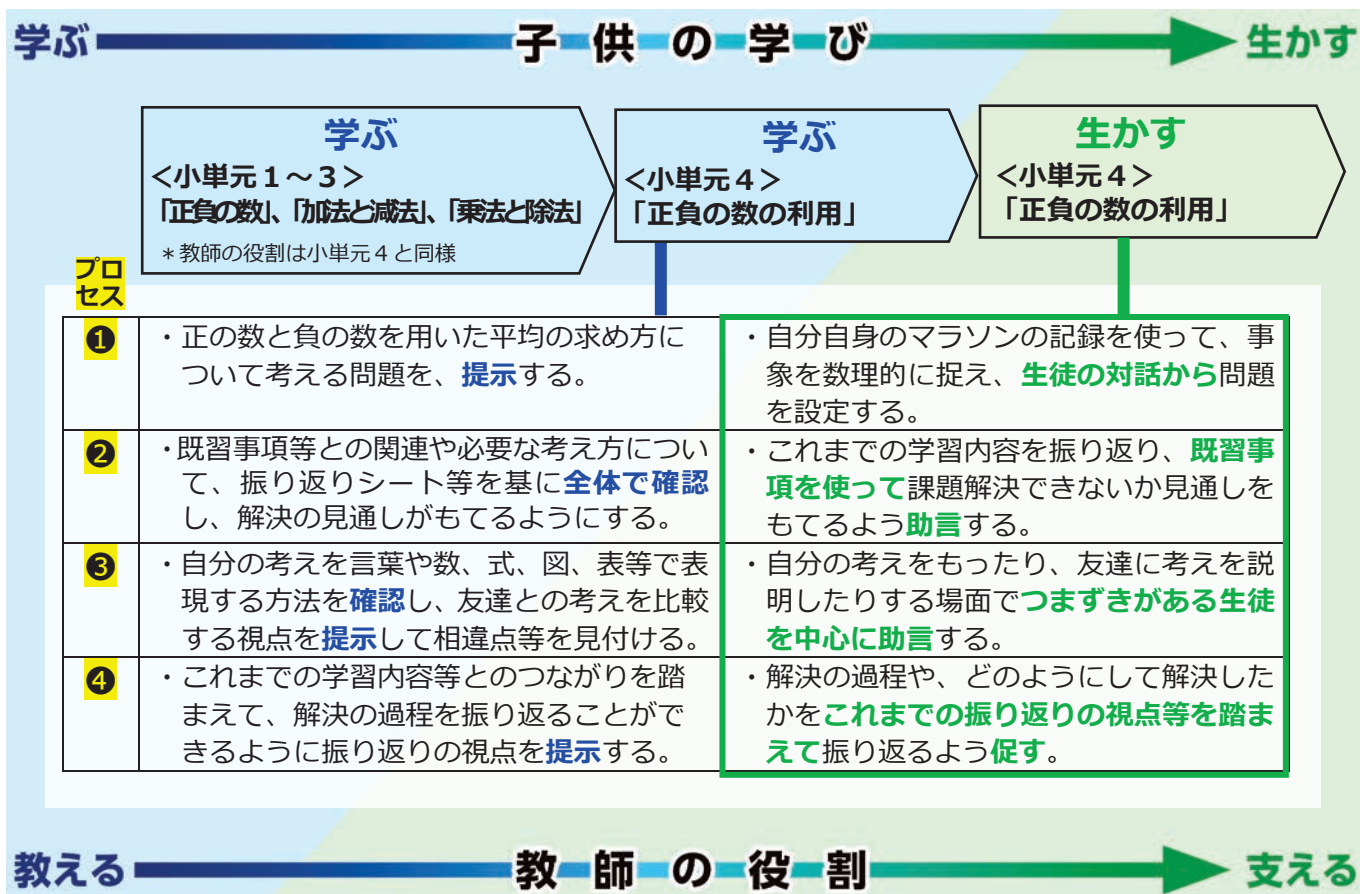 学ぶ 子供の学び 生かす
学ぶ
<小単元1~3>
「正負の数」、「加法と減法」、「乗法と除法」
*教師の役割は小単元4と同様
学ぶ
<小単元4>
「正負の数の利用」
生かす
<小単元4>
「正負の数の利用」
プロ
セス
❶
・正の数と負の数を用いた平均の求め方に
ついて考える問題を、提示する。
・自分自身のマラソンの記録を使って、事
象を数理的に捉え、生徒の対話から問題
を設定する。
❷
・既習事項等との関連や必要な考え方につい
て、振り返りシート等を基に全体で確認
し、解決の見通しがもてるようにする。
・これまでの学習内容を振り返り、既習事
項を使って課題解決できないか見通しを
もてるよう助言する。
❸
・自分の考えを言葉や数、式、図、表等で表
現する方法を確認し、友達との考えを比較
する視点を提示して相違点等を見付ける。
・自分の考えをもったり、友達に考えを説
明したりする場面でつまずきがある生徒
を中心に助言する。
❹
・これまでの学習内容等とのつながりを踏
まえて、解決の過程を振り返ることがで
きるように振り返りの視点を提示する。
・解決の過程や、どのようにして解決した
かをこれまでの振り返りの視点等を踏ま
えて振り返るよう促す。
教える 教師の役割 支える